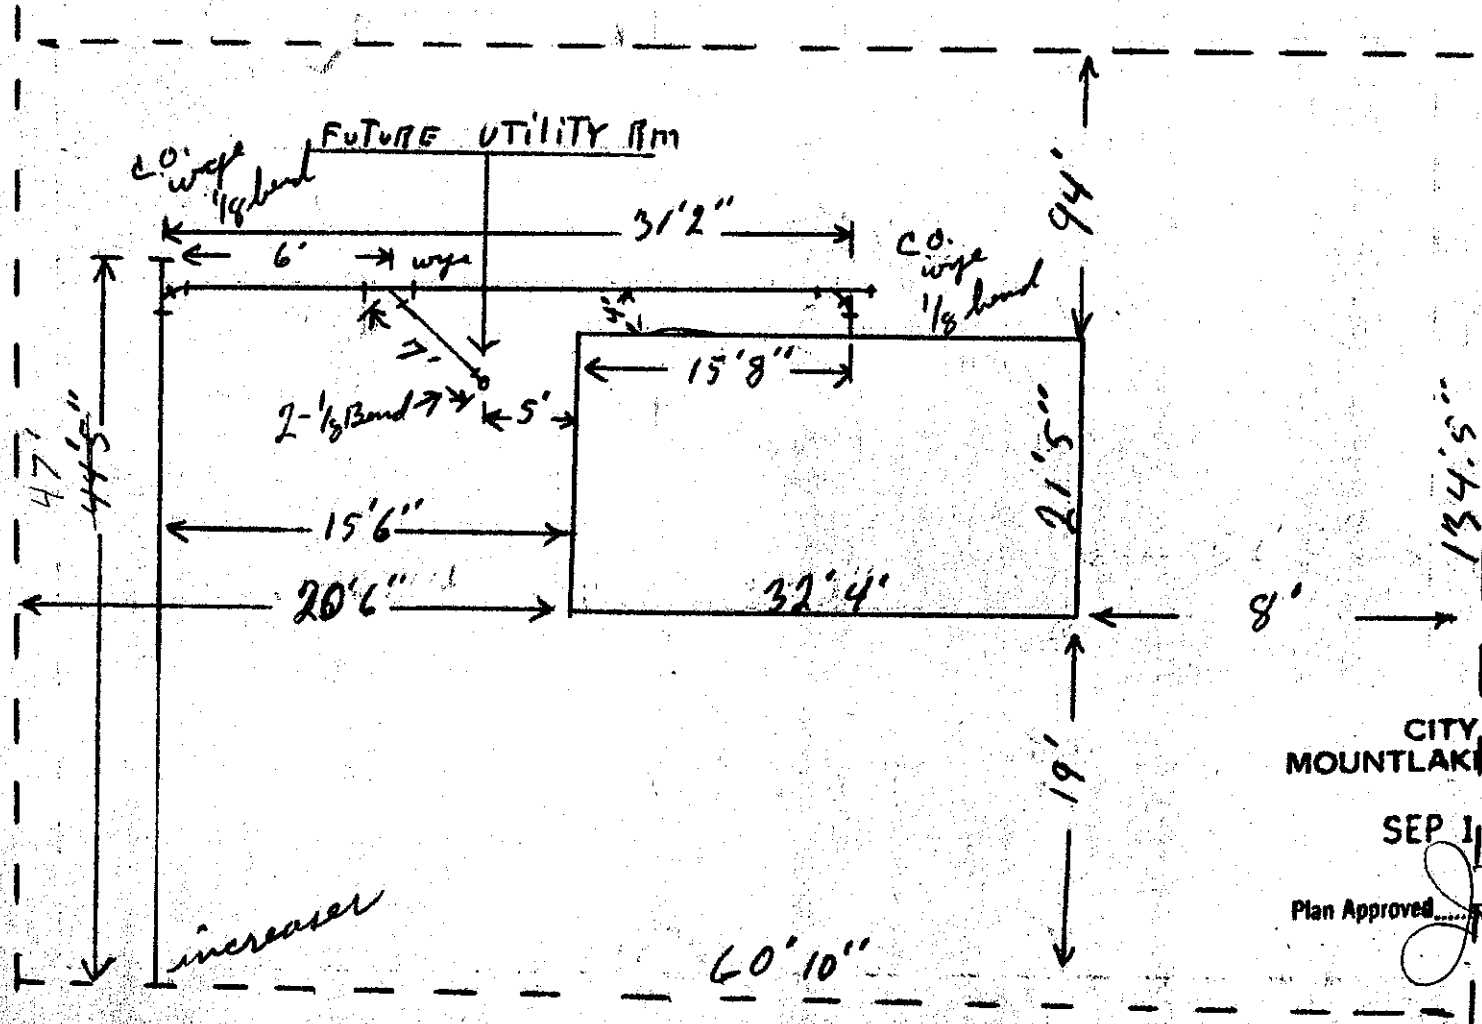 FUTURE UTILITY Rm
C.O.
wye
1/8 bend
31'2"
94'
6'
wye
C.O.
wye
1/8 bend
4'
7'
15'8"
2-1/8 Bend
5'
47'
44'5"
21'5"
134'5"
15'6"
20'6"
32'4"
8'
CITY
MOUNTLAK
19'
SEP 1
Plan Approved
increaser
60'10"